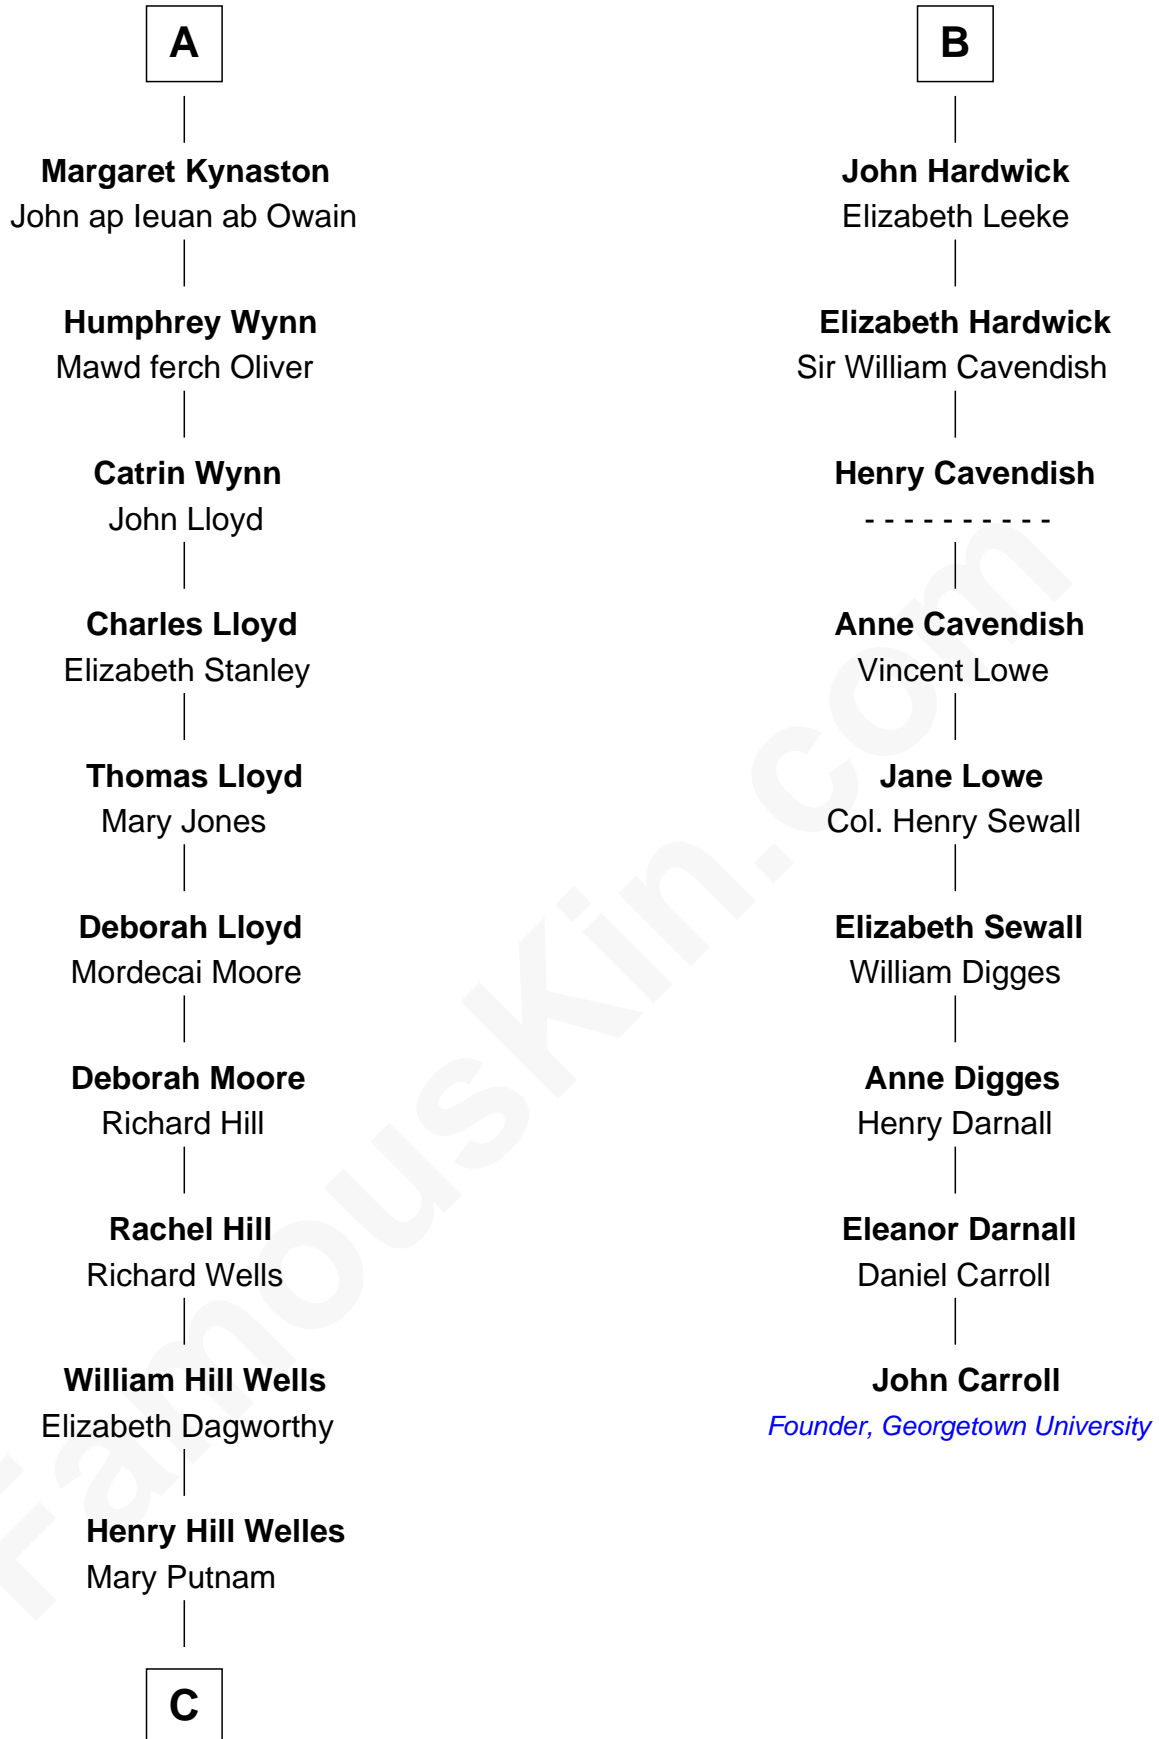 A
Margaret Kynaston
John ap Ieuan ab Owain
Humphrey Wynn
Mawd ferch Oliver
Catrin Wynn
John Lloyd
Charles Lloyd
Elizabeth Stanley
Thomas Lloyd
Mary Jones
Deborah Lloyd
Mordecai Moore
Deborah Moore
Richard Hill
Rachel Hill
Richard Wells
William Hill Wells
Elizabeth Dagworthy
Henry Hill Welles
Mary Putnam
C
B
John Hardwick
Elizabeth Leeke
Elizabeth Hardwick
Sir William Cavendish
Henry Cavendish
- - - - - - - - - -
Anne Cavendish
Vincent Lowe
Jane Lowe
Col. Henry Sewall
Elizabeth Sewall
William Digges
Anne Digges
Henry Darnall
Eleanor Darnall
Daniel Carroll
John Carroll
Founder, Georgetown University
FamousKin.com